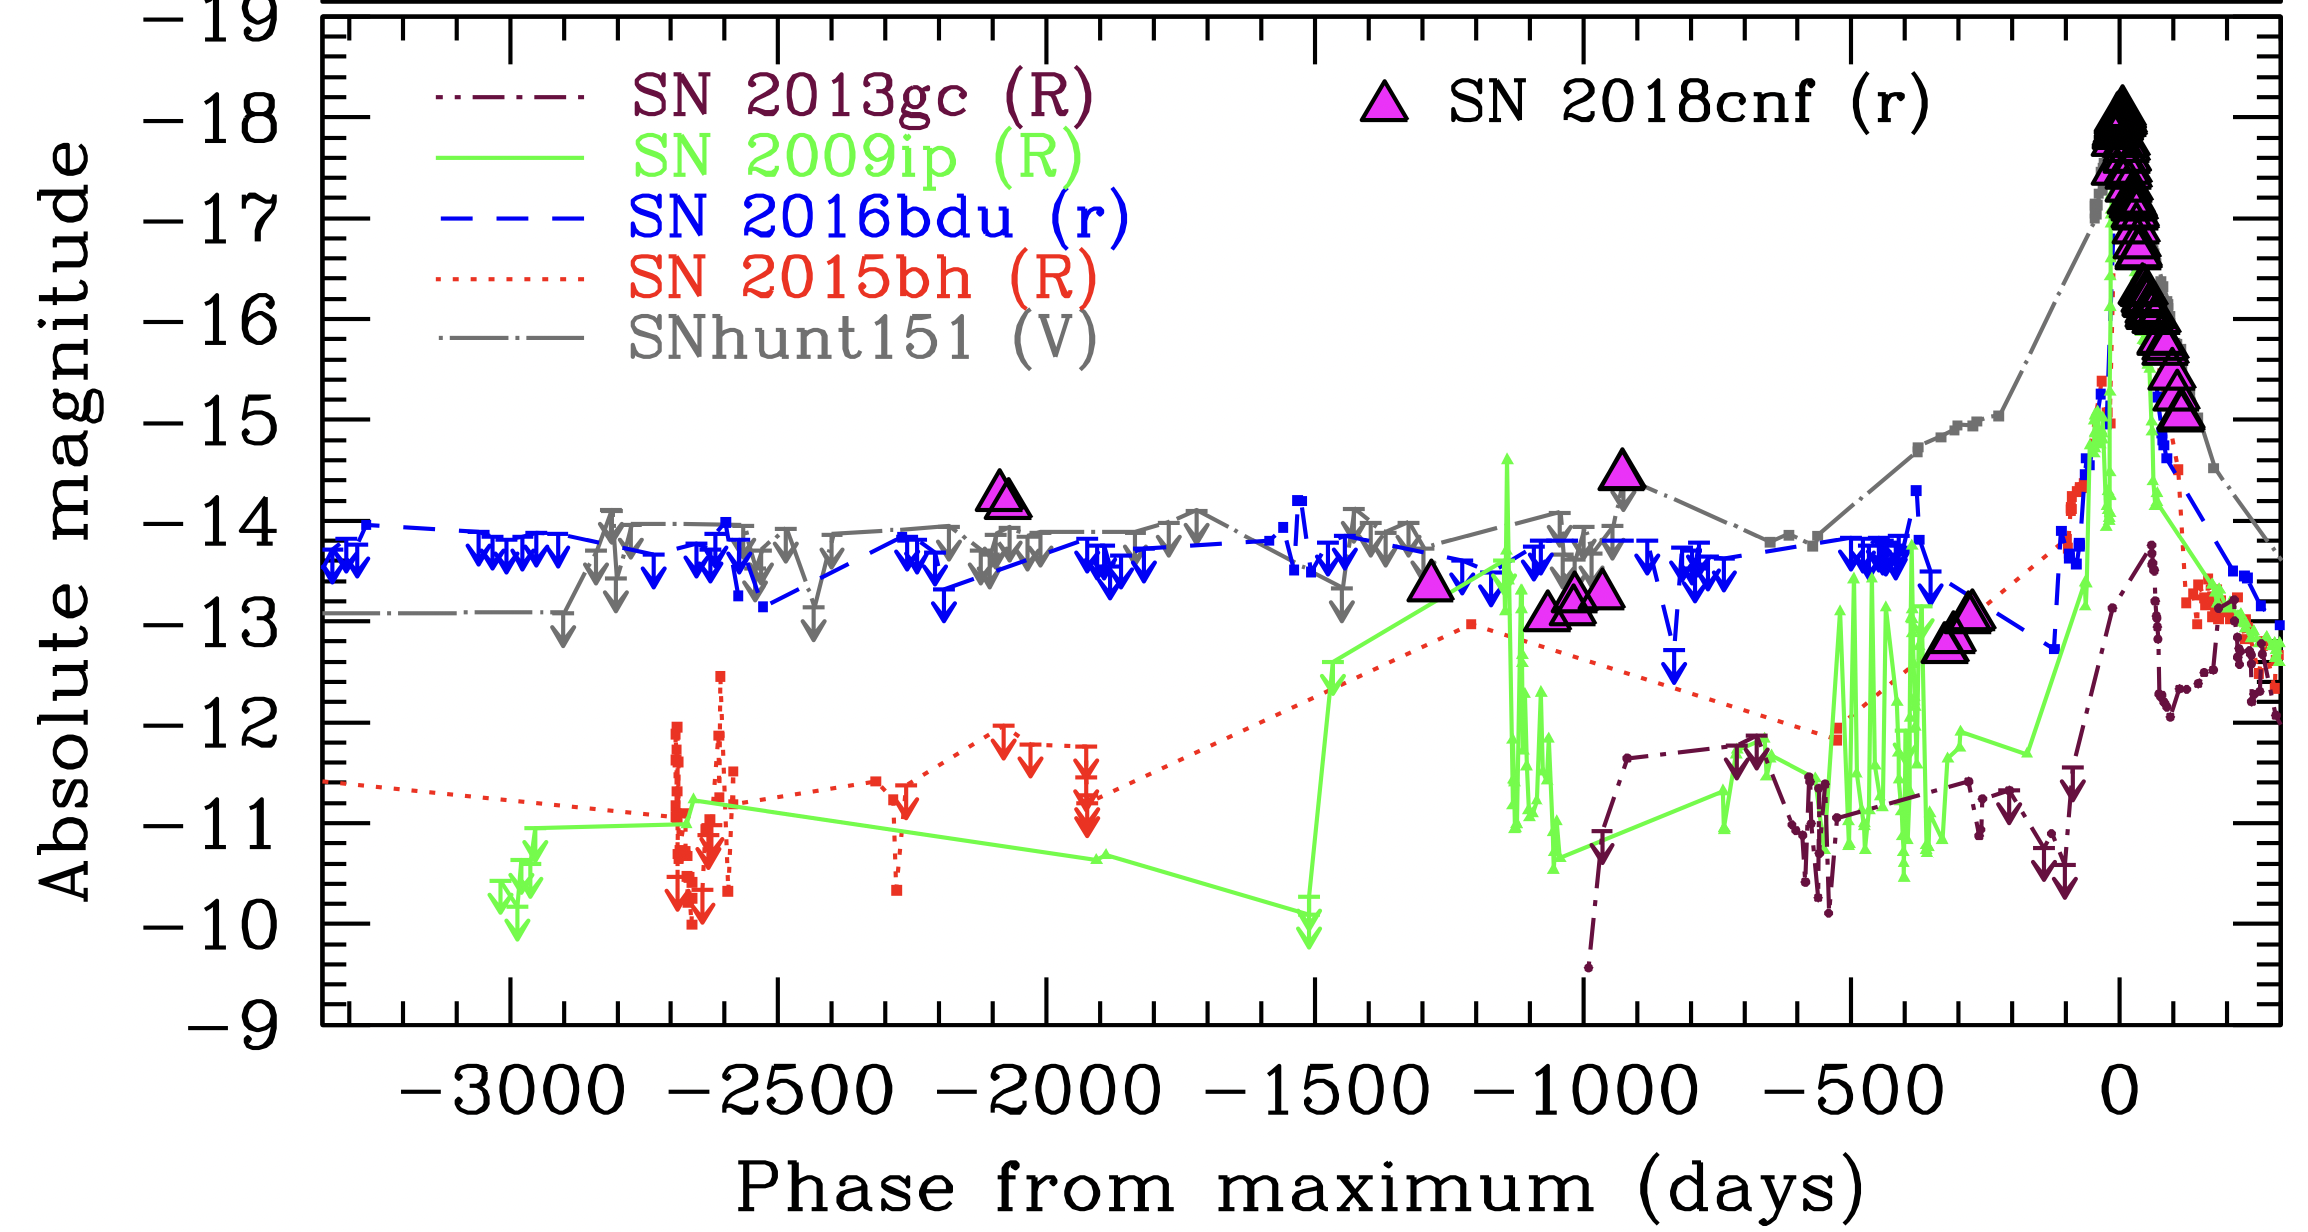 −19
−18
−17
−16
−15
−14
−13
−12
−11
−10
−9
Absolute magnitude
SN 2013gc (R)
SN 2009ip (R)
SN 2016bdu (r)
SN 2015bh (R)
SNhunt151 (V)
SN 2018cnf (r)
−3000 −2500 −2000 −1500 −1000 −500 0
Phase from maximum (days)